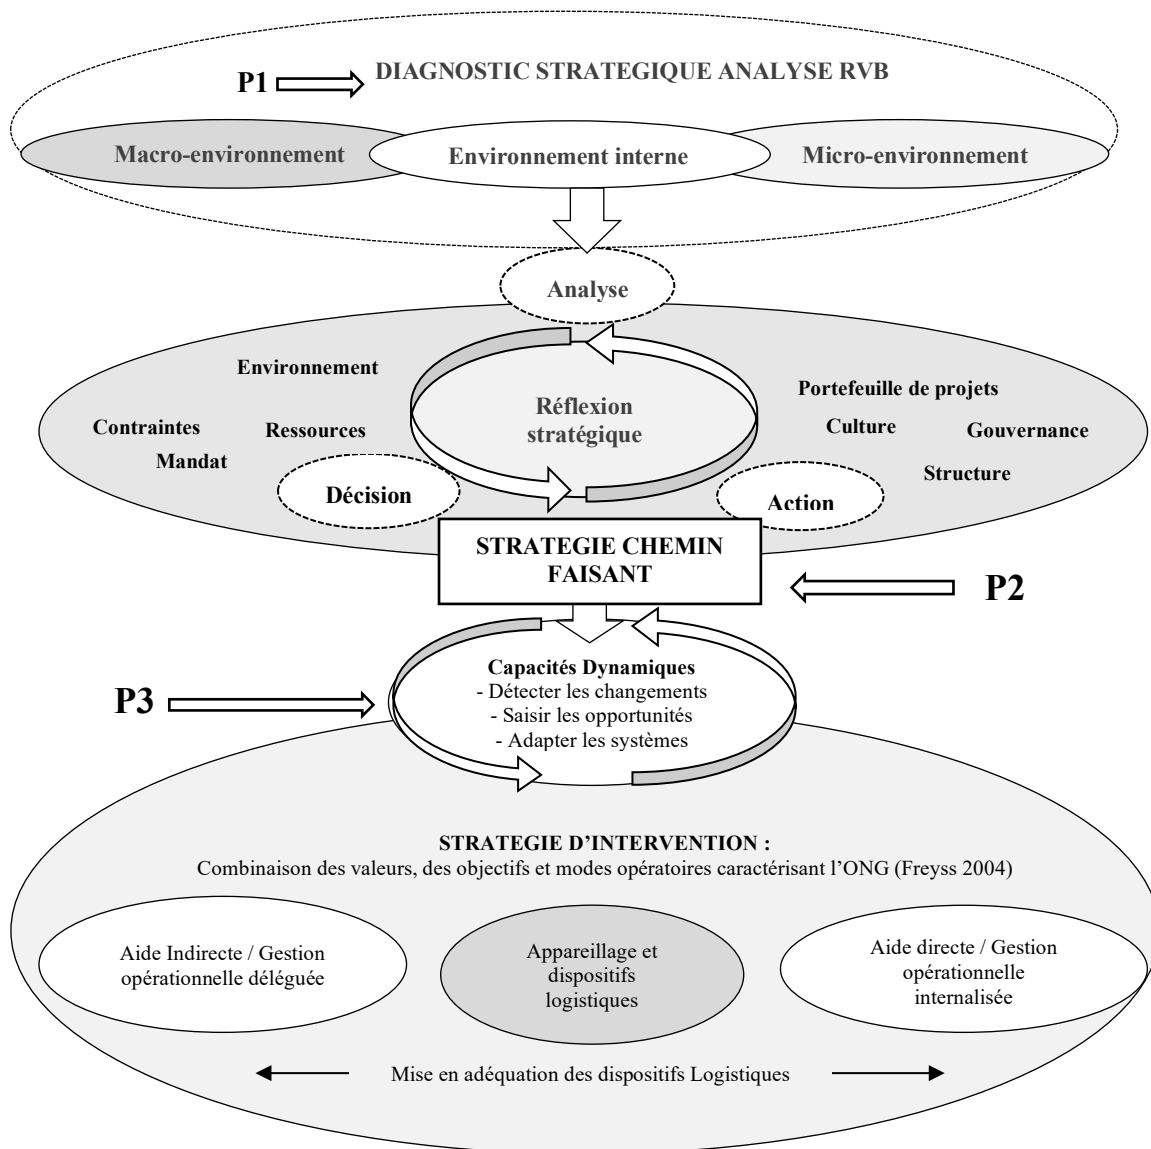 P1
DIAGNOSTIC STRATEGIQUE ANALYSE RVB
Macro-environnement
Environnement interne
Micro-environnement
Analyse
Environnement
Contraintes
Ressources
Mandat
Réflexion
stratégique
Portefeuille de projets
Culture
Gouvernance
Structure
Décision
Action
STRATEGIE CHEMIN
FAISANT
P2
P3
Capacités Dynamiques
- Détecter les changements
- Saisir les opportunités
- Adapter les systèmes
STRATEGIE D'INTERVENTION :
Combinaison des valeurs, des objectifs et modes opératoires caractérisant l'ONG (Freyss 2004)
Aide Indirecte / Gestion
opérationnelle déléguée
Appareillage et
dispositifs
logistiques
Aide directe / Gestion
opérationnelle
internalisée
Mise en adéquation des dispositifs Logistiques